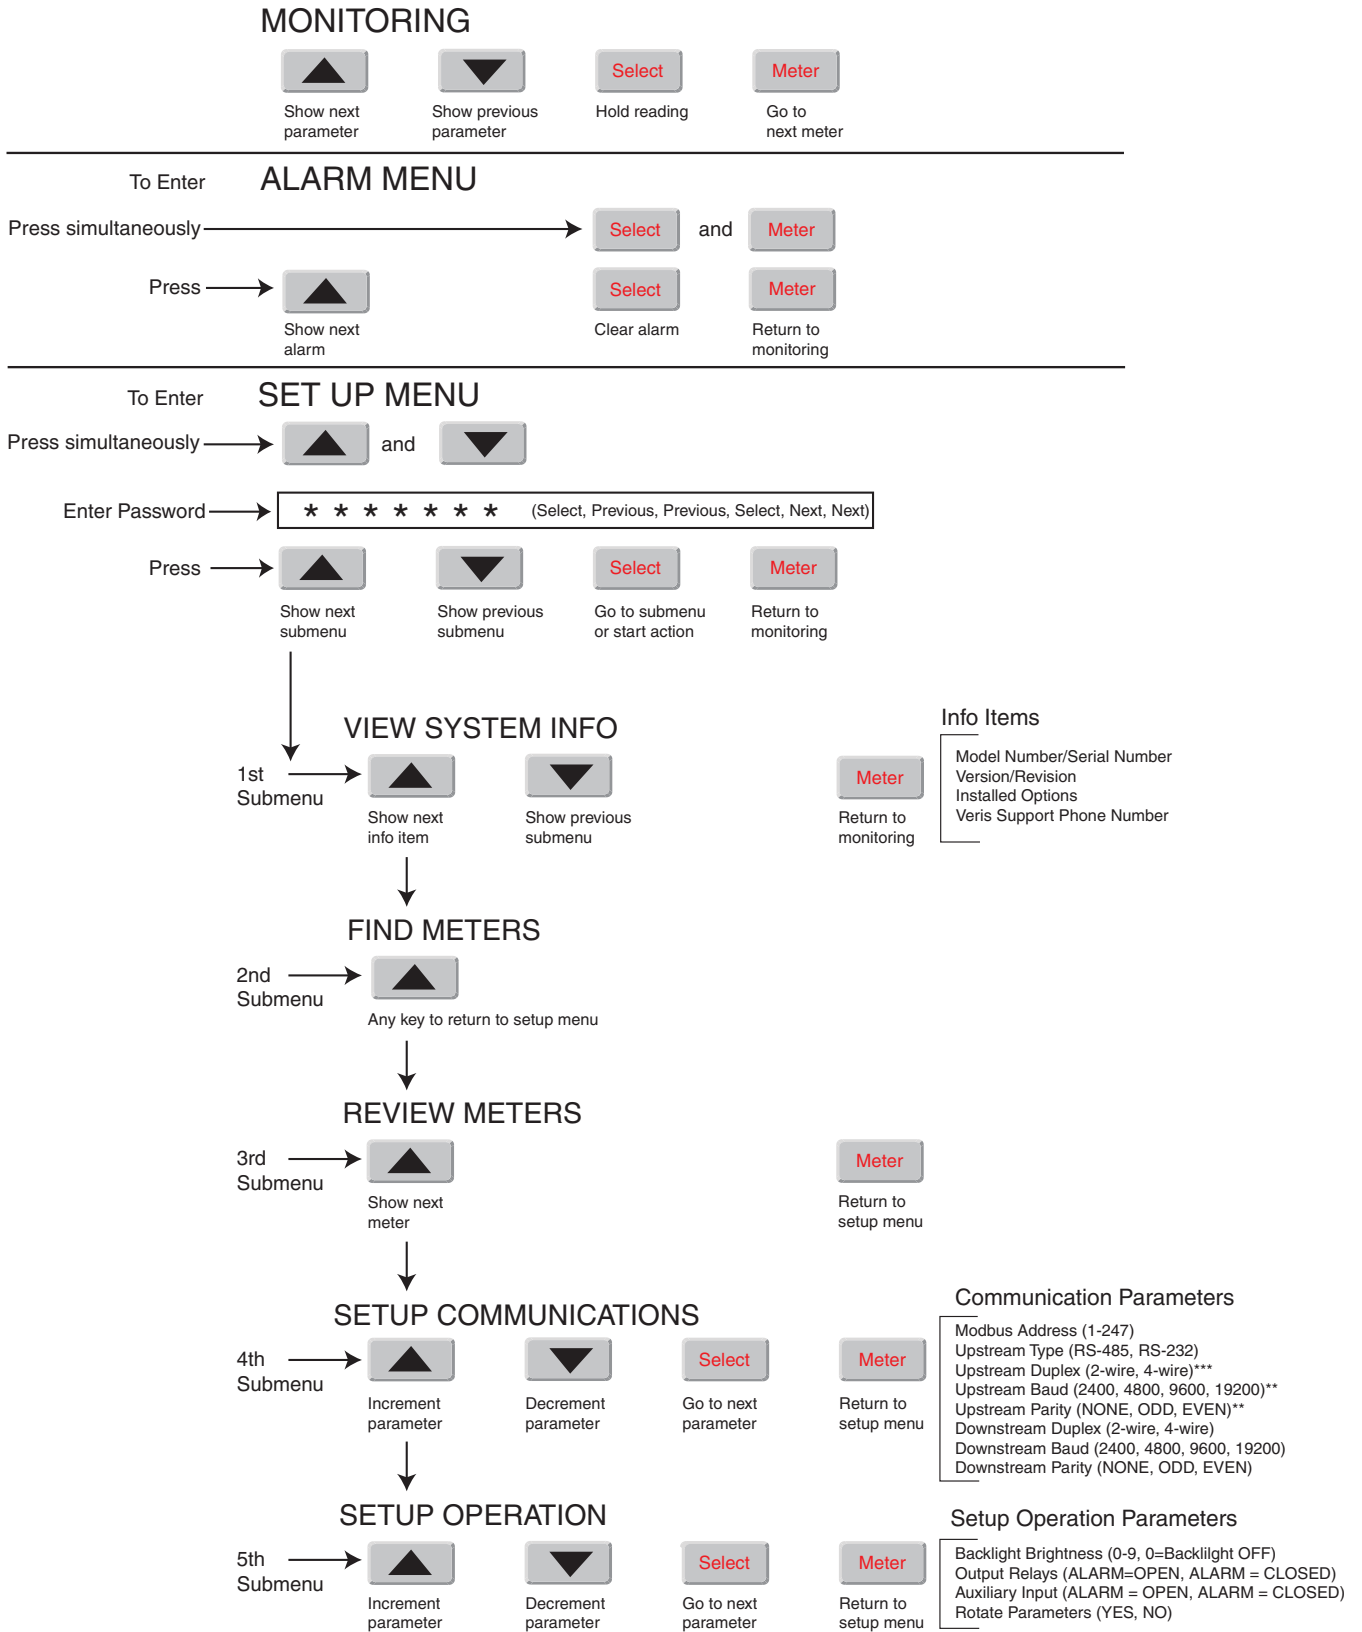 MONITORING
Select
Meter
Show next
parameter
Show previous
parameter
Hold reading
Go to
next meter
To Enter
ALARM MENU
Press simultaneously
Select
and
Meter
Press
Select
Meter
Show next
alarm
Clear alarm
Return to
monitoring
To Enter
SET UP MENU
Press simultaneously
and
Enter Password
* * * * * * * (Select, Previous, Previous, Select, Next, Next)
Press
Select
Meter
Show next
submenu
Show previous
submenu
Go to submenu
or start action
Return to
monitoring
VIEW SYSTEM INFO
1st
Submenu
Meter
Show next
info item
Show previous
submenu
Return to
monitoring
Info Items
Model Number/Serial Number
Version/Revision
Installed Options
Veris Support Phone Number
FIND METERS
2nd
Submenu
Any key to return to setup menu
REVIEW METERS
3rd
Submenu
Meter
Show next
meter
Return to
setup menu
SETUP COMMUNICATIONS
4th
Submenu
Select
Meter
Increment
parameter
Decrement
parameter
Go to next
parameter
Return to
setup menu
Communication Parameters
Modbus Address (1-247)
Upstream Type (RS-485, RS-232)
Upstream Duplex (2-wire, 4-wire)***
Upstream Baud (2400, 4800, 9600, 19200)**
Upstream Parity (NONE, ODD, EVEN)**
Downstream Duplex (2-wire, 4-wire)
Downstream Baud (2400, 4800, 9600, 19200)
Downstream Parity (NONE, ODD, EVEN)
SETUP OPERATION
5th
Submenu
Select
Meter
Increment
parameter
Decrement
parameter
Go to next
parameter
Return to
setup menu
Setup Operation Parameters
Backlight Brightness (0-9, 0=Backlilght OFF)
Output Relays (ALARM=OPEN, ALARM = CLOSED)
Auxiliary Input (ALARM = OPEN, ALARM = CLOSED)
Rotate Parameters (YES, NO)